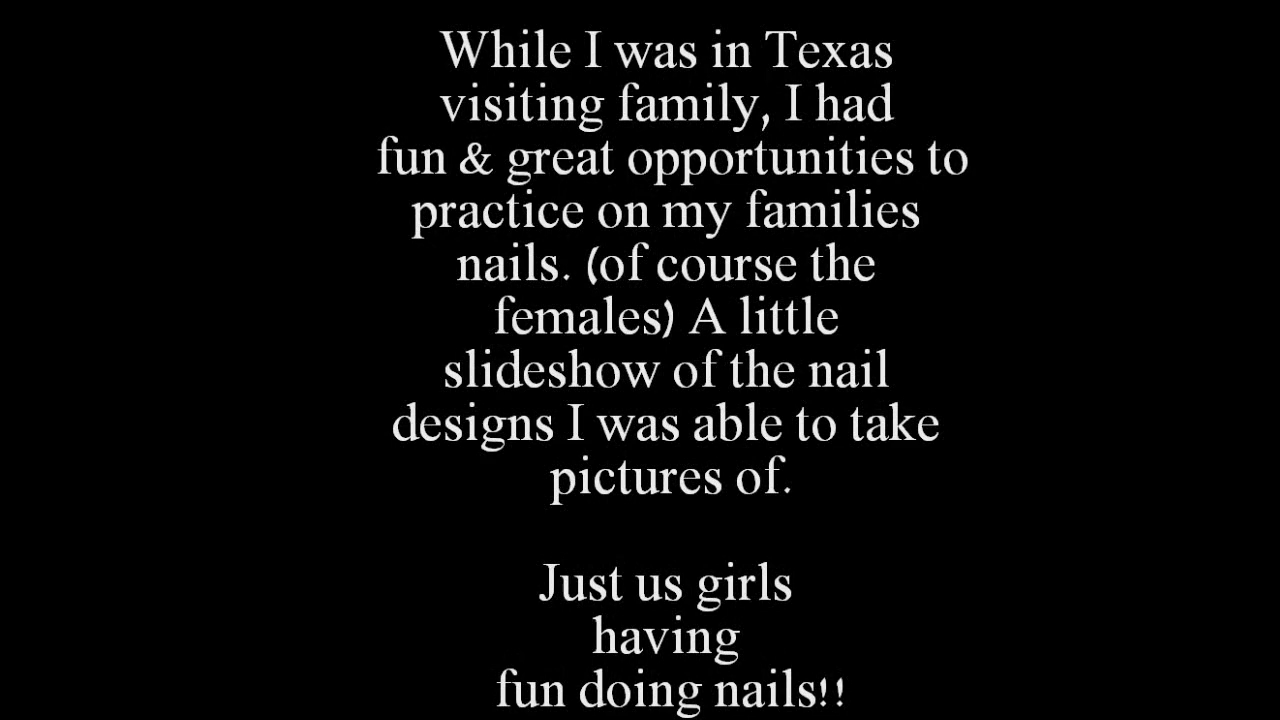 While I was in Texas
visiting family, I had
fun & great opportunities to
practice on my families
nails. (of course the
females) A little
slideshow of the nail
designs I was able to take
pictures of.
Just us girls
having
fun doing nails!!